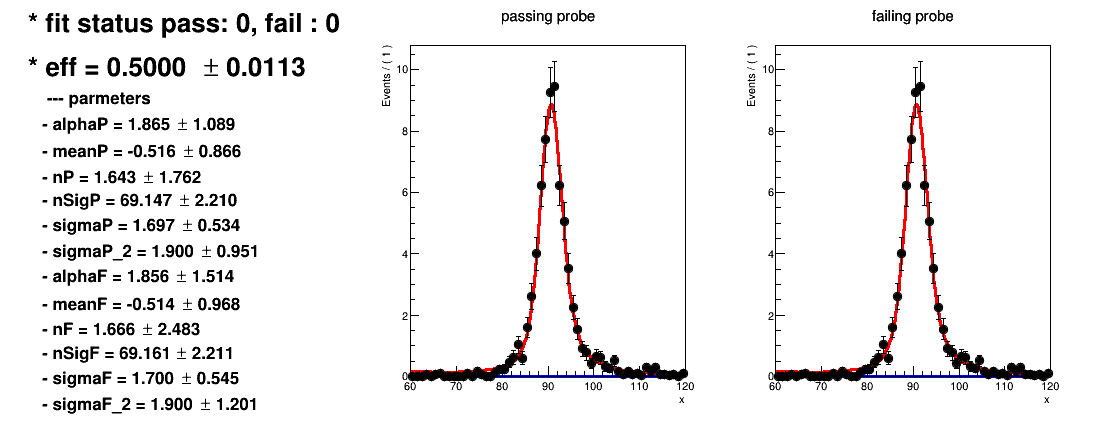 * fit status pass: 0, fail : 0
* eff = 0.5000 ± 0.0113
--- parmeters
- alphaP = 1.865 ± 1.089
- meanP = -0.516 ± 0.866
- nP = 1.643 ± 1.762
- nSigP = 69.147 ± 2.210
- sigmaP = 1.697 ± 0.534
- sigmaP_2 = 1.900 ± 0.951
- alphaF = 1.856 ± 1.514
- meanF = -0.514 ± 0.968
- nF = 1.666 ± 2.483
- nSigF = 69.161 ± 2.211
- sigmaF = 1.700 ± 0.545
- sigmaF_2 = 1.900 ± 1.201
passing probe
Events / ( 1 )
10
8
6
4
2
0
60 70 80 90 100 110 120
x
failing probe
Events / ( 1 )
10
8
6
4
2
0
60 70 80 90 100 110 120
x